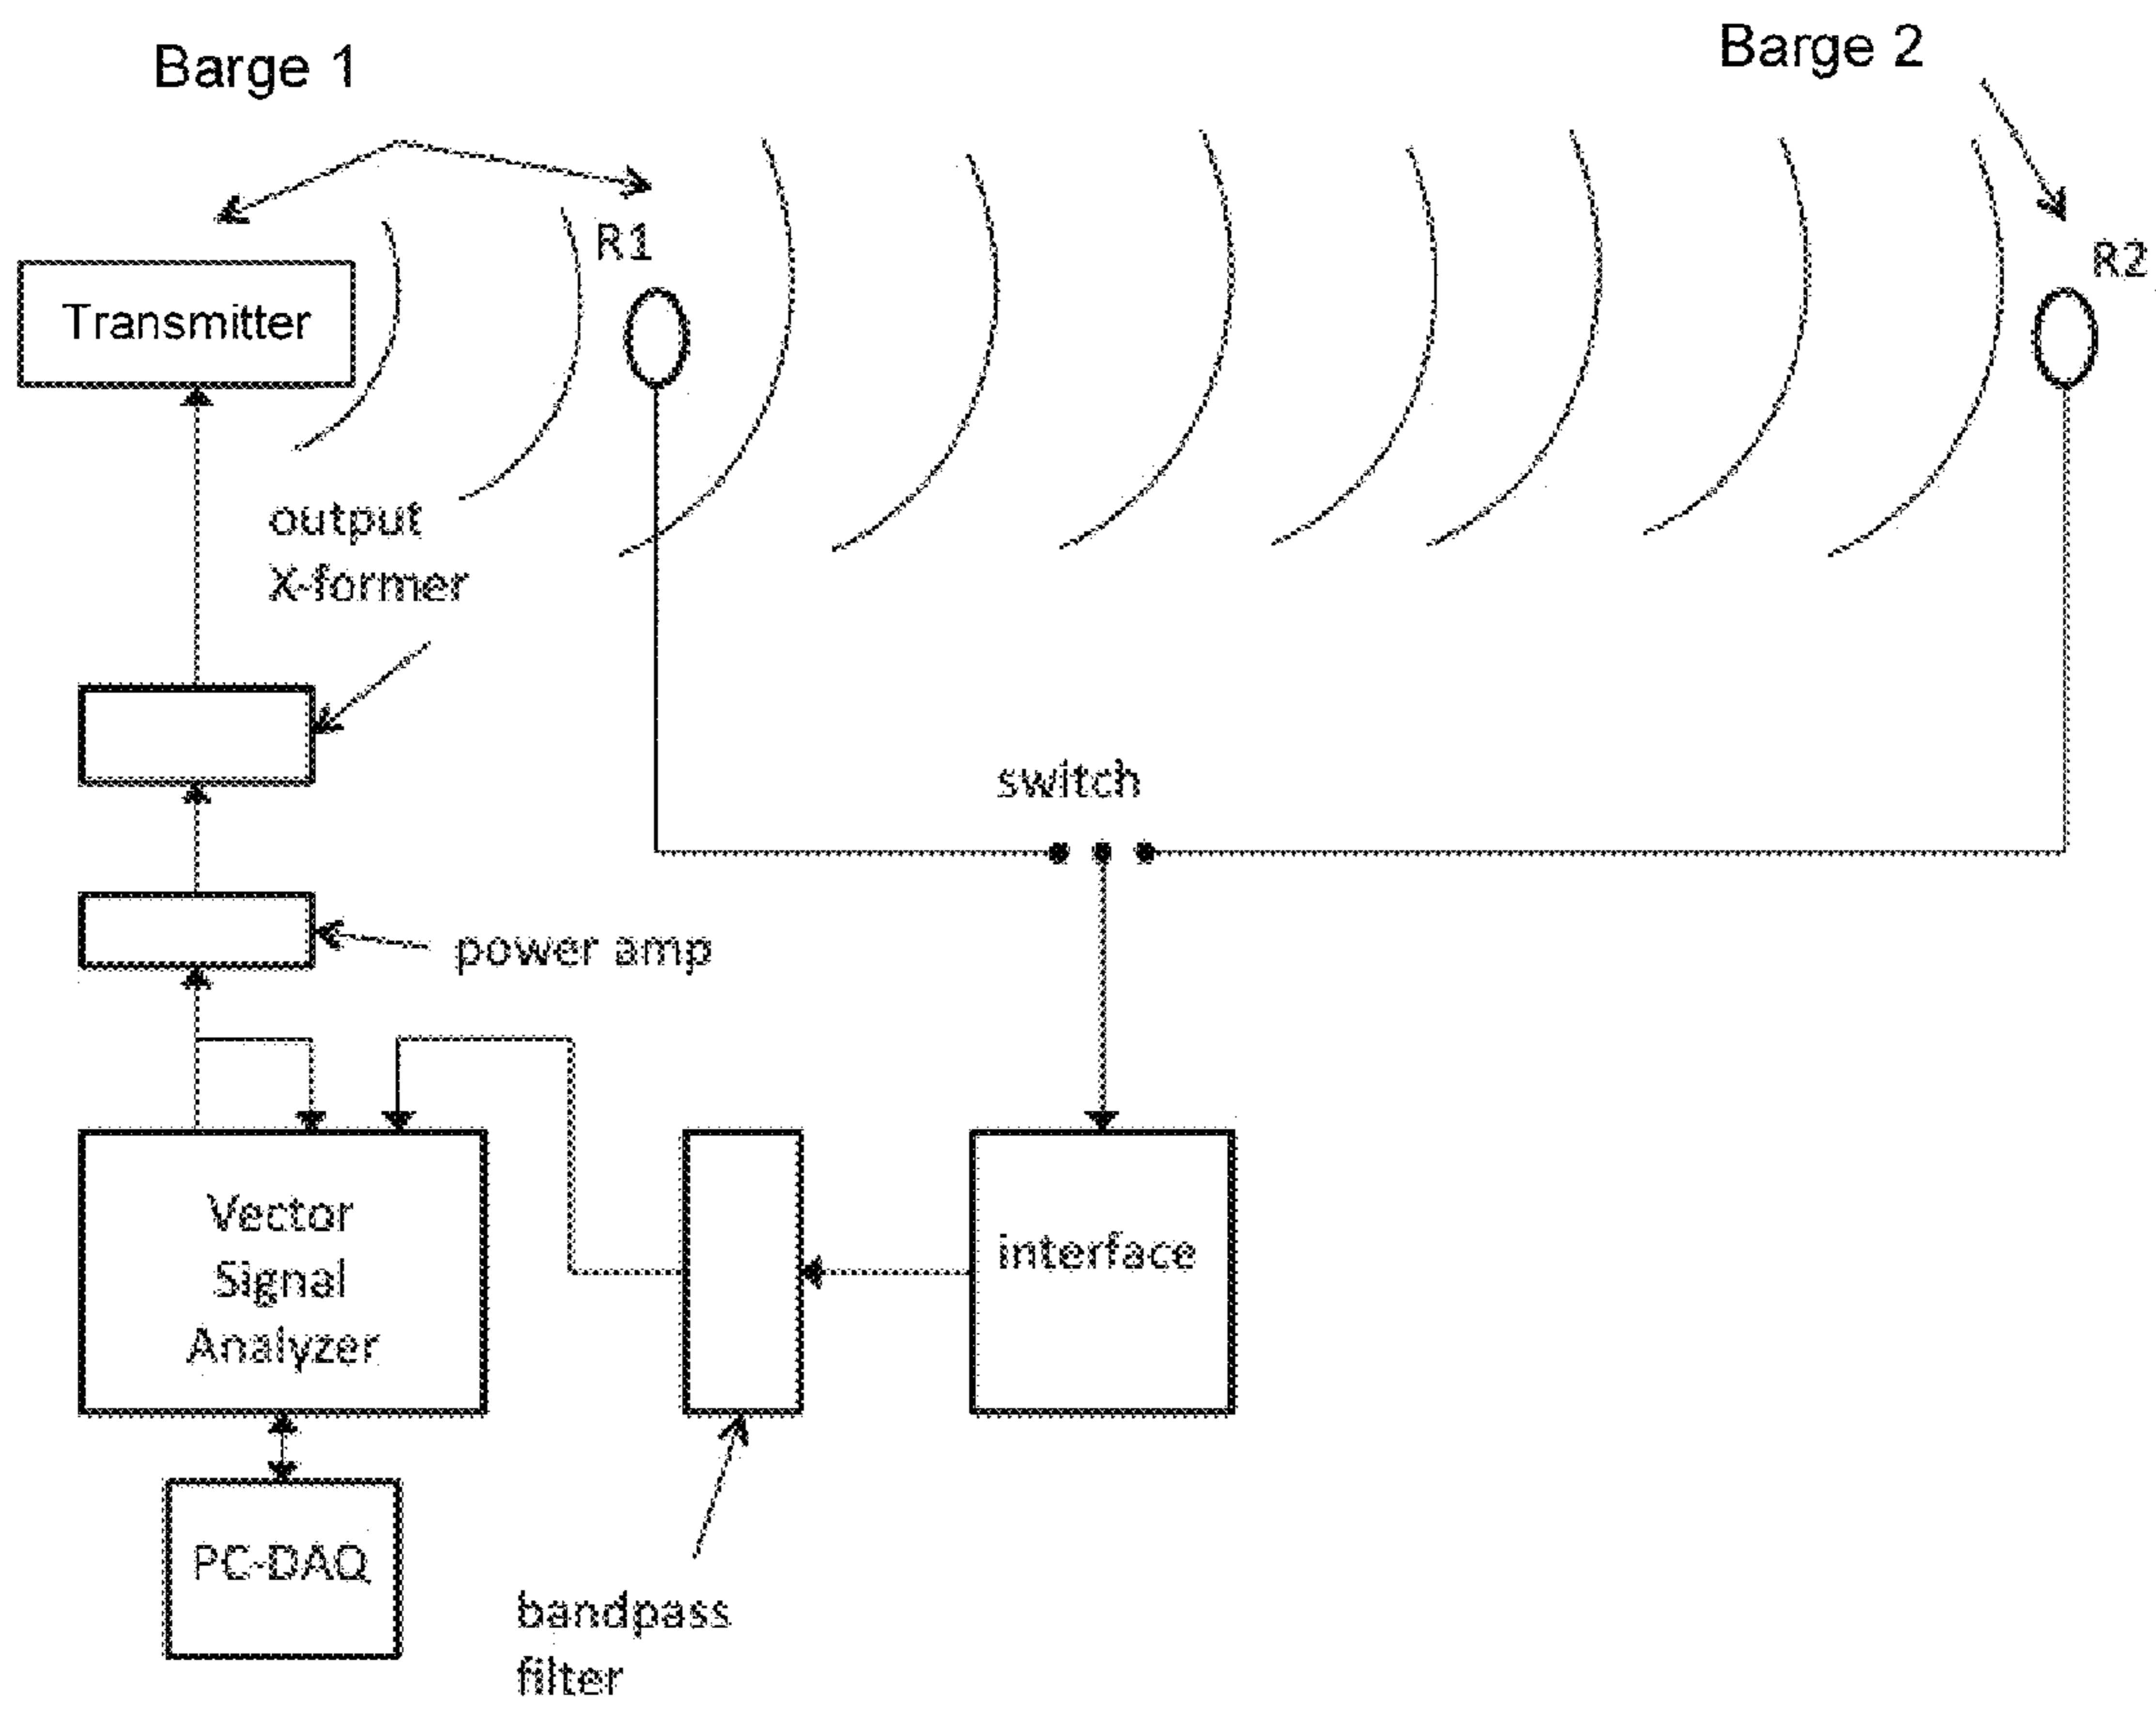 Barge 1
Barge 2
R1
R2
Transmitter
output
X-former
switch
power amp
Vector
Signal
Analyzer
interface
PC-DAQ
bandpass
filter